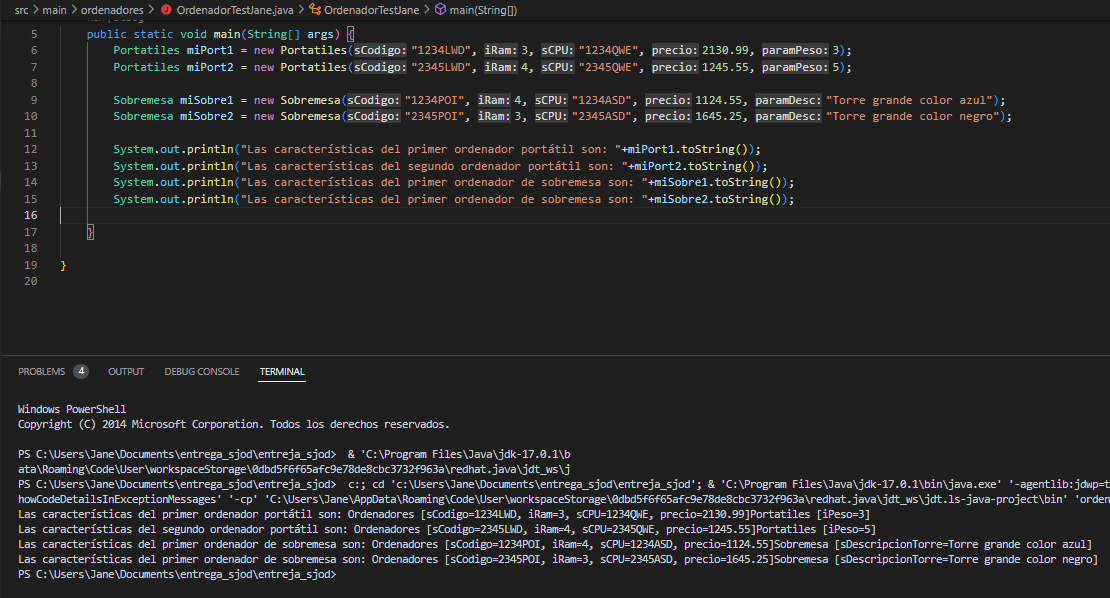 src > main > ordenadores > OrdenadorTestJane.java > OrdenadorTestJane > main(String[])
5 public static void main(String[] args) {
6 Portatiles miPort1 = new Portatiles(sCodigo: "1234LWD", iRam: 3, sCPU: "1234QWE", precio: 2130.99, paramPeso: 3);
7 Portatiles miPort2 = new Portatiles(sCodigo: "2345LWD", iRam: 4, sCPU: "2345QWE", precio: 1245.55, paramPeso: 5);
8
9 Sobremesa miSobre1 = new Sobremesa(sCodigo: "1234POI", iRam: 4, sCPU: "1234ASD", precio: 1124.55, paramDesc: "Torre grande color azul");
10 Sobremesa miSobre2 = new Sobremesa(sCodigo: "2345POI", iRam: 3, sCPU: "2345ASD", precio: 1645.25, paramDesc: "Torre grande color negro");
11
12 System.out.println("Las características del primer ordenador portátil son: "+miPort1.toString());
13 System.out.println("Las características del segundo ordenador portátil son: "+miPort2.toString());
14 System.out.println("Las características del primer ordenador de sobremesa son: "+miSobre1.toString());
15 System.out.println("Las características del primer ordenador de sobremesa son: "+miSobre2.toString());
16
17 }
18
19 }
20
PROBLEMS 4 OUTPUT DEBUG CONSOLE TERMINAL
Windows PowerShell
Copyright (C) 2014 Microsoft Corporation. Todos los derechos reservados.
PS C:\Users\Jane\Documents\entrega_sjod\entreja_sjod>  & 'C:\Program Files\Java\jdk-17.0.1\b
ata\Roaming\Code\User\workspaceStorage\0dbd5f6f65afc9e78de8cbc3732f963a\redhat.java\jdt_ws\j
PS C:\Users\Jane\Documents\entrega_sjod\entreja_sjod>  c:; cd 'c:\Users\Jane\Documents\entrega_sjod\entreja_sjod'; & 'C:\Program Files\Java\jdk-17.0.1\bin\java.exe' '-agentlib:jdwp=t
howCodeDetailsInExceptionMessages' '-cp' 'C:\Users\Jane\AppData\Roaming\Code\User\workspaceStorage\0dbd5f6f65afc9e78de8cbc3732f963a\redhat.java\jdt_ws\jdt.ls-java-project\bin' 'orden
Las características del primer ordenador portátil son: Ordenadores [sCodigo=1234LWD, iRam=3, sCPU=1234QWE, precio=2130.99]Portatiles [iPeso=3]
Las características del segundo ordenador portátil son: Ordenadores [sCodigo=2345LWD, iRam=4, sCPU=2345QWE, precio=1245.55]Portatiles [iPeso=5]
Las características del primer ordenador de sobremesa son: Ordenadores [sCodigo=1234POI, iRam=4, sCPU=1234ASD, precio=1124.55]Sobremesa [sDescripcionTorre=Torre grande color azul]
Las características del primer ordenador de sobremesa son: Ordenadores [sCodigo=2345POI, iRam=3, sCPU=2345ASD, precio=1645.25]Sobremesa [sDescripcionTorre=Torre grande color negro]
PS C:\Users\Jane\Documents\entrega_sjod\entreja_sjod>